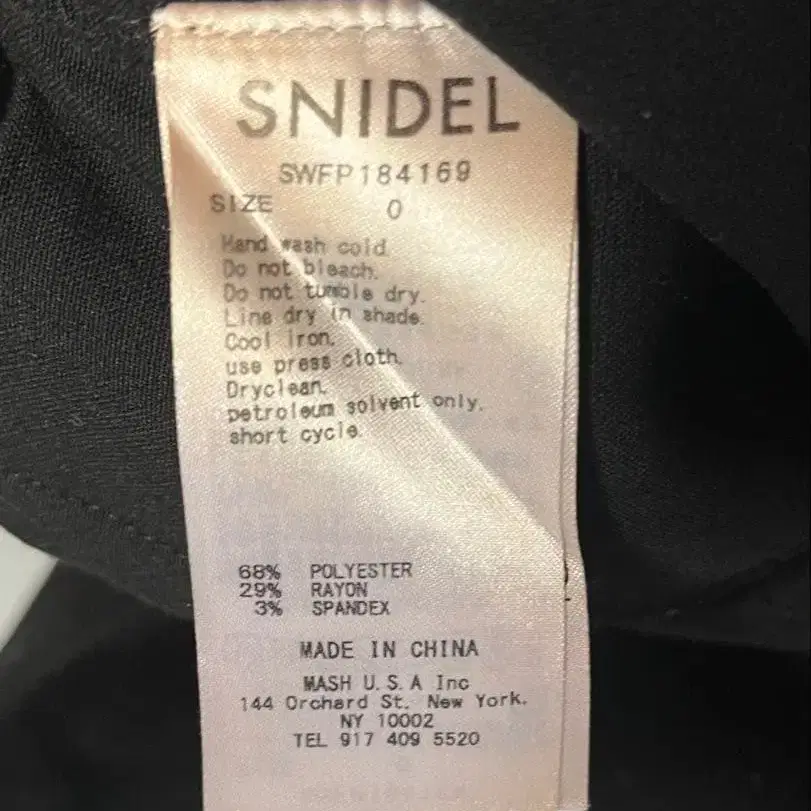 SNIDEL
SWFP184169
SIZE 0
Hand wash cold.
Do not bleach.
Do not tumble dry.
Line dry in shade.
Cool iron.
use press cloth.
Dryclean.
petroleum solvent only.
short cycle.
68% POLYESTER
29% RAYON
3% SPANDEX
MADE IN CHINA
MASH U.S.A Inc
144 Orchard St. New York.
NY 10002
TEL 917 409 5520